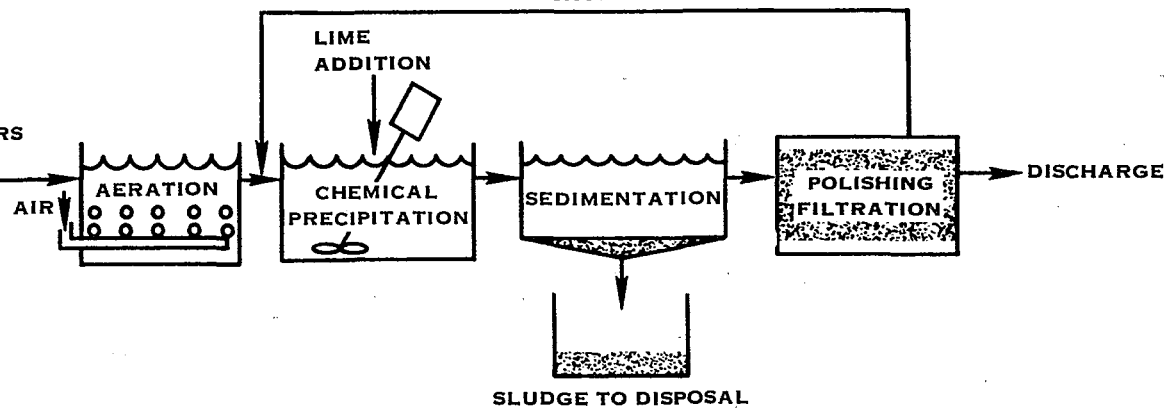 LIME
ADDITION
RS
AERATION
AIR
CHEMICAL
PRECIPITATION
SEDIMENTATION
POLISHING
FILTRATION
DISCHARGE
SLUDGE TO DISPOSAL